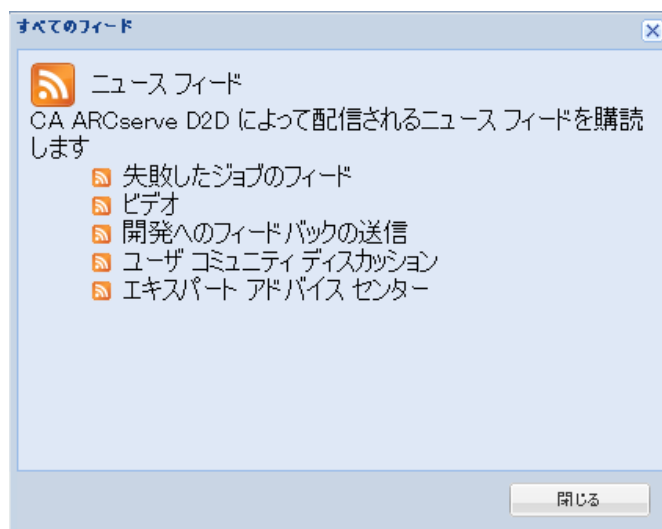 すべてのフィード
ニュース フィード
CA ARCserve D2D によって配信されるニュース フィードを購読
します
失敗したジョブのフィード
ビデオ
開発へのフィードバックの送信
ユーザ コミュニティ ディスカッション
エキスパート アドバイス センター
閉じる